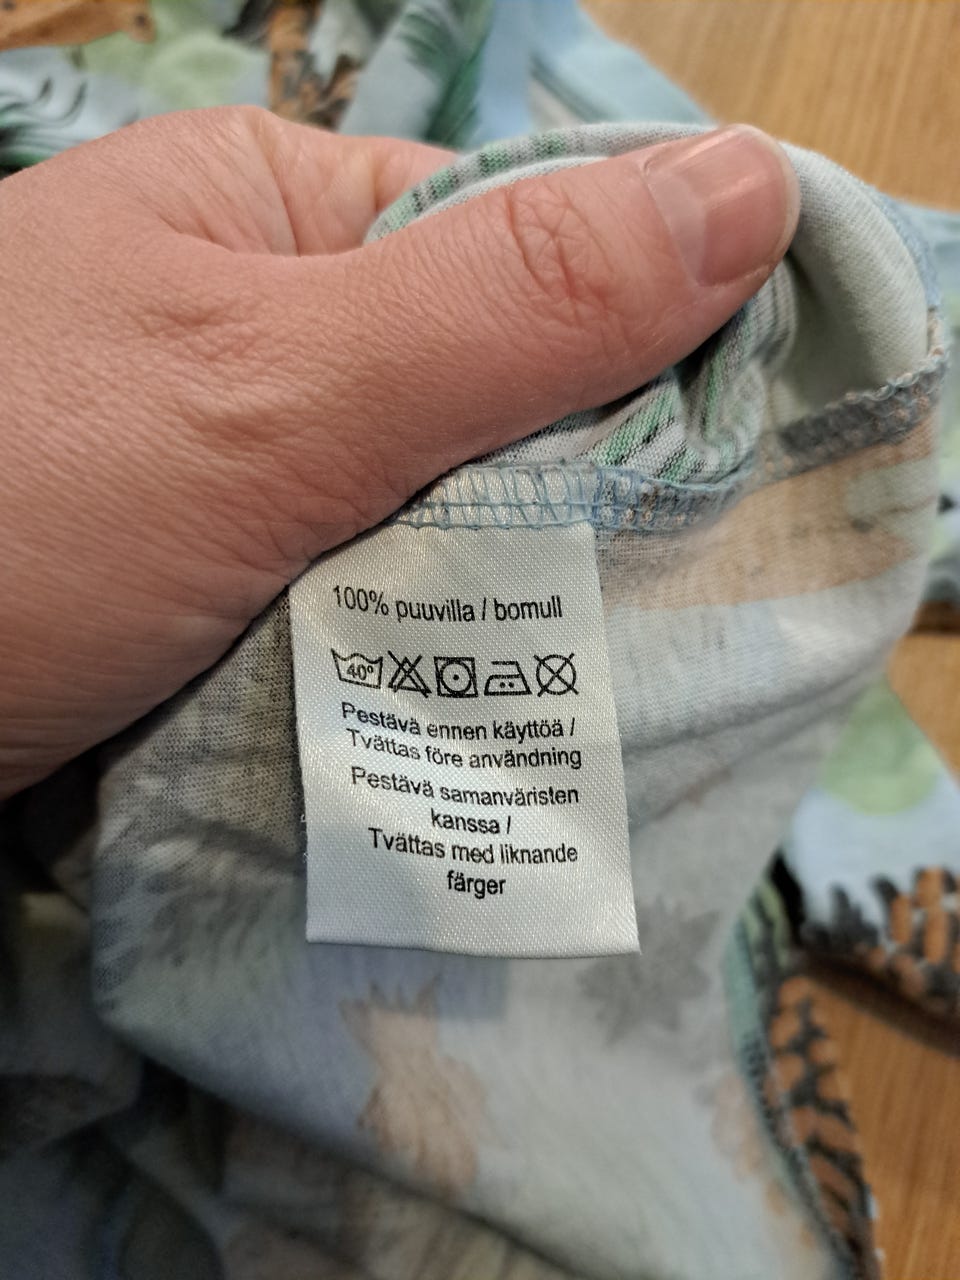 100% puuvilla / bomull
40°
Pestävä ennen käyttöä /
Tvättas före användning
Pestävä samanväristen
kanssa /
Tvättas med liknande
färger